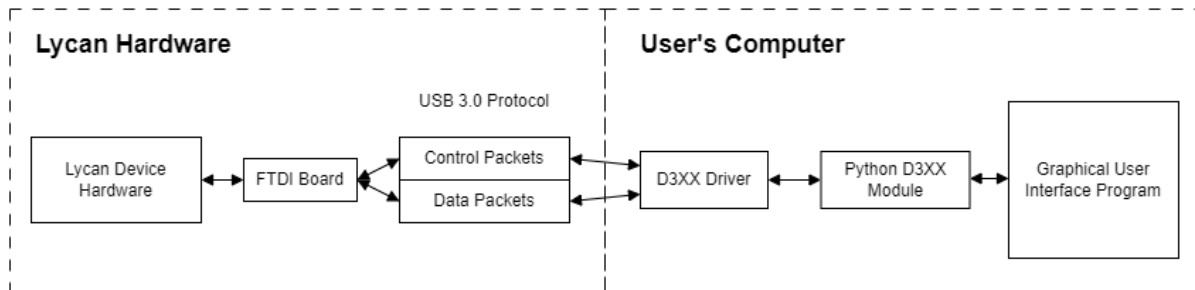 Lycan Hardware
User's Computer
USB 3.0 Protocol
Lycan Device
Hardware
FTDI Board
Control Packets
Data Packets
D3XX Driver
Python D3XX
Module
Graphical User
Interface Program